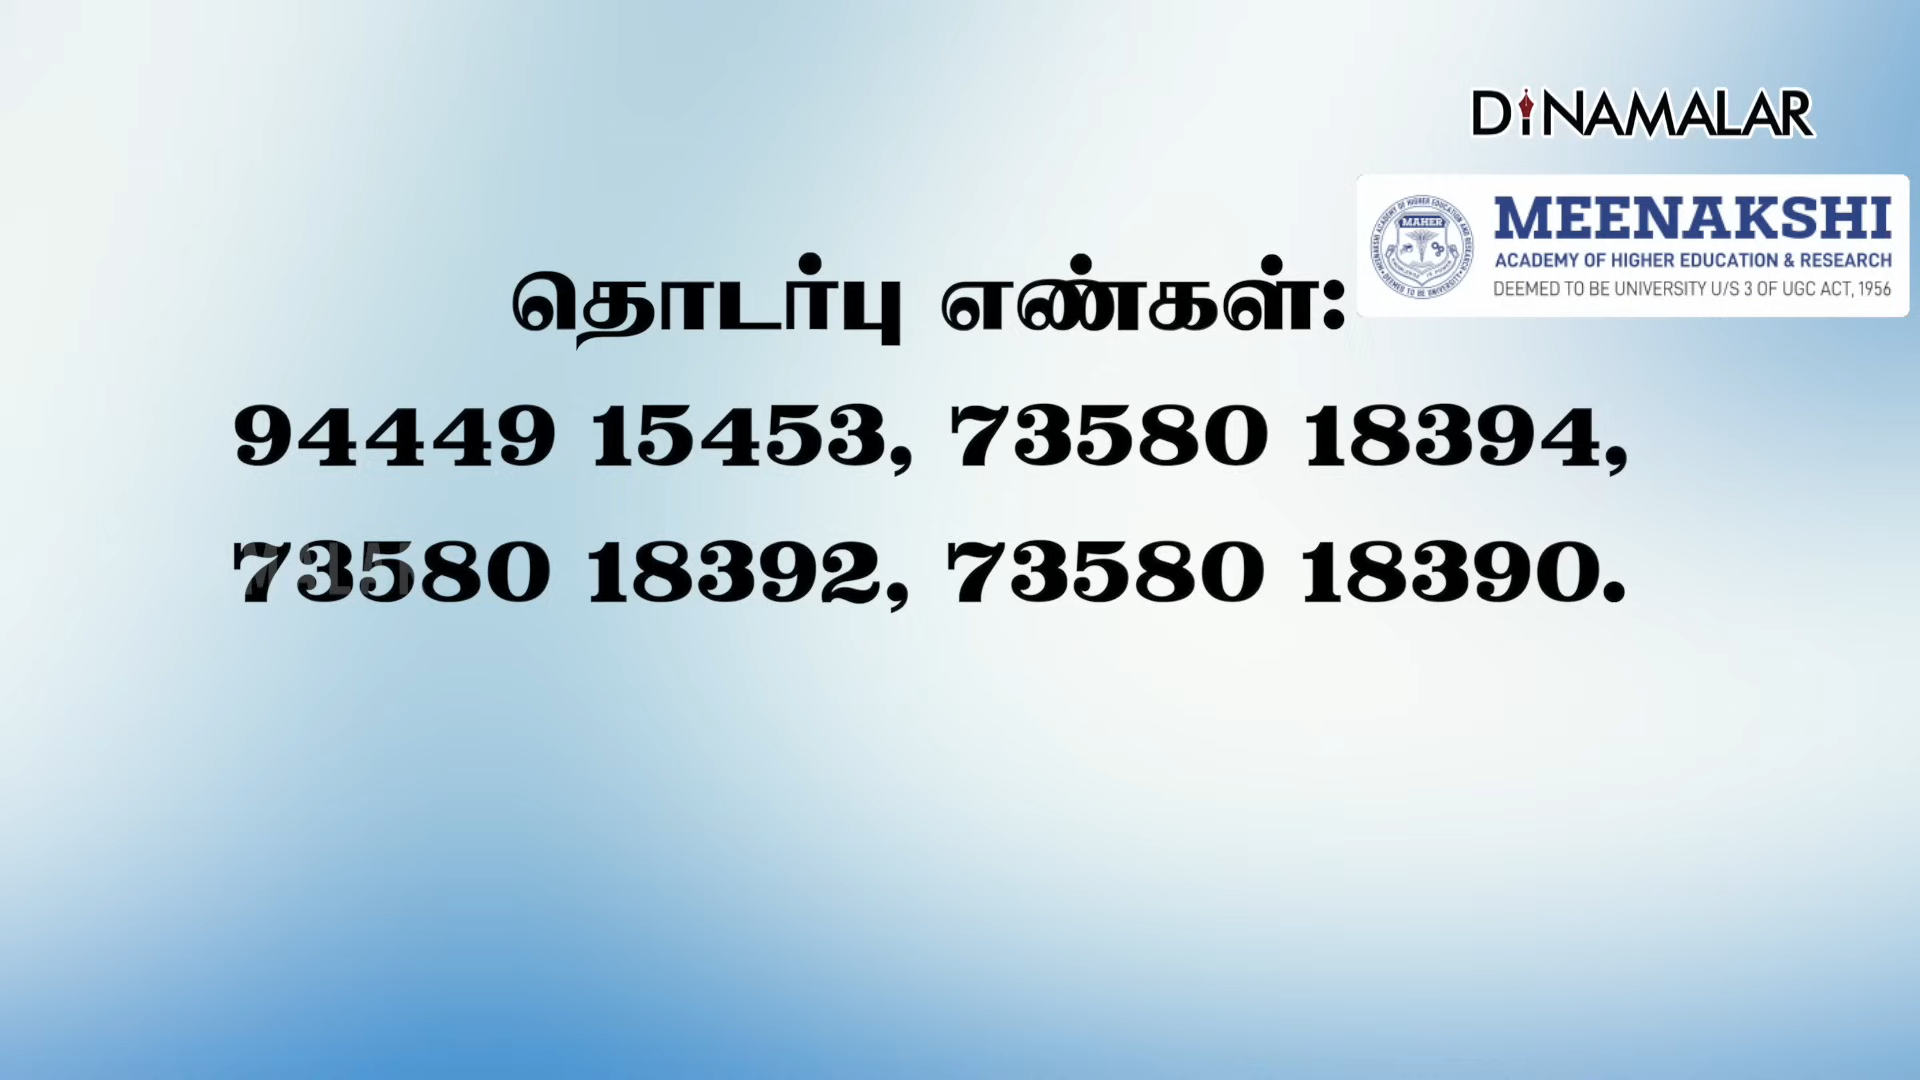 DINAMALAR
MEENAKSHI
ACADEMY OF HIGHER EDUCATION & RESEARCH
DEEMED TO BE UNIVERSITY U/S 3 OF UGC ACT, 1956
MAHER
தொடர்பு எண்கள்:
94449 15453, 73580 18394,
73580 18392, 73580 18390.